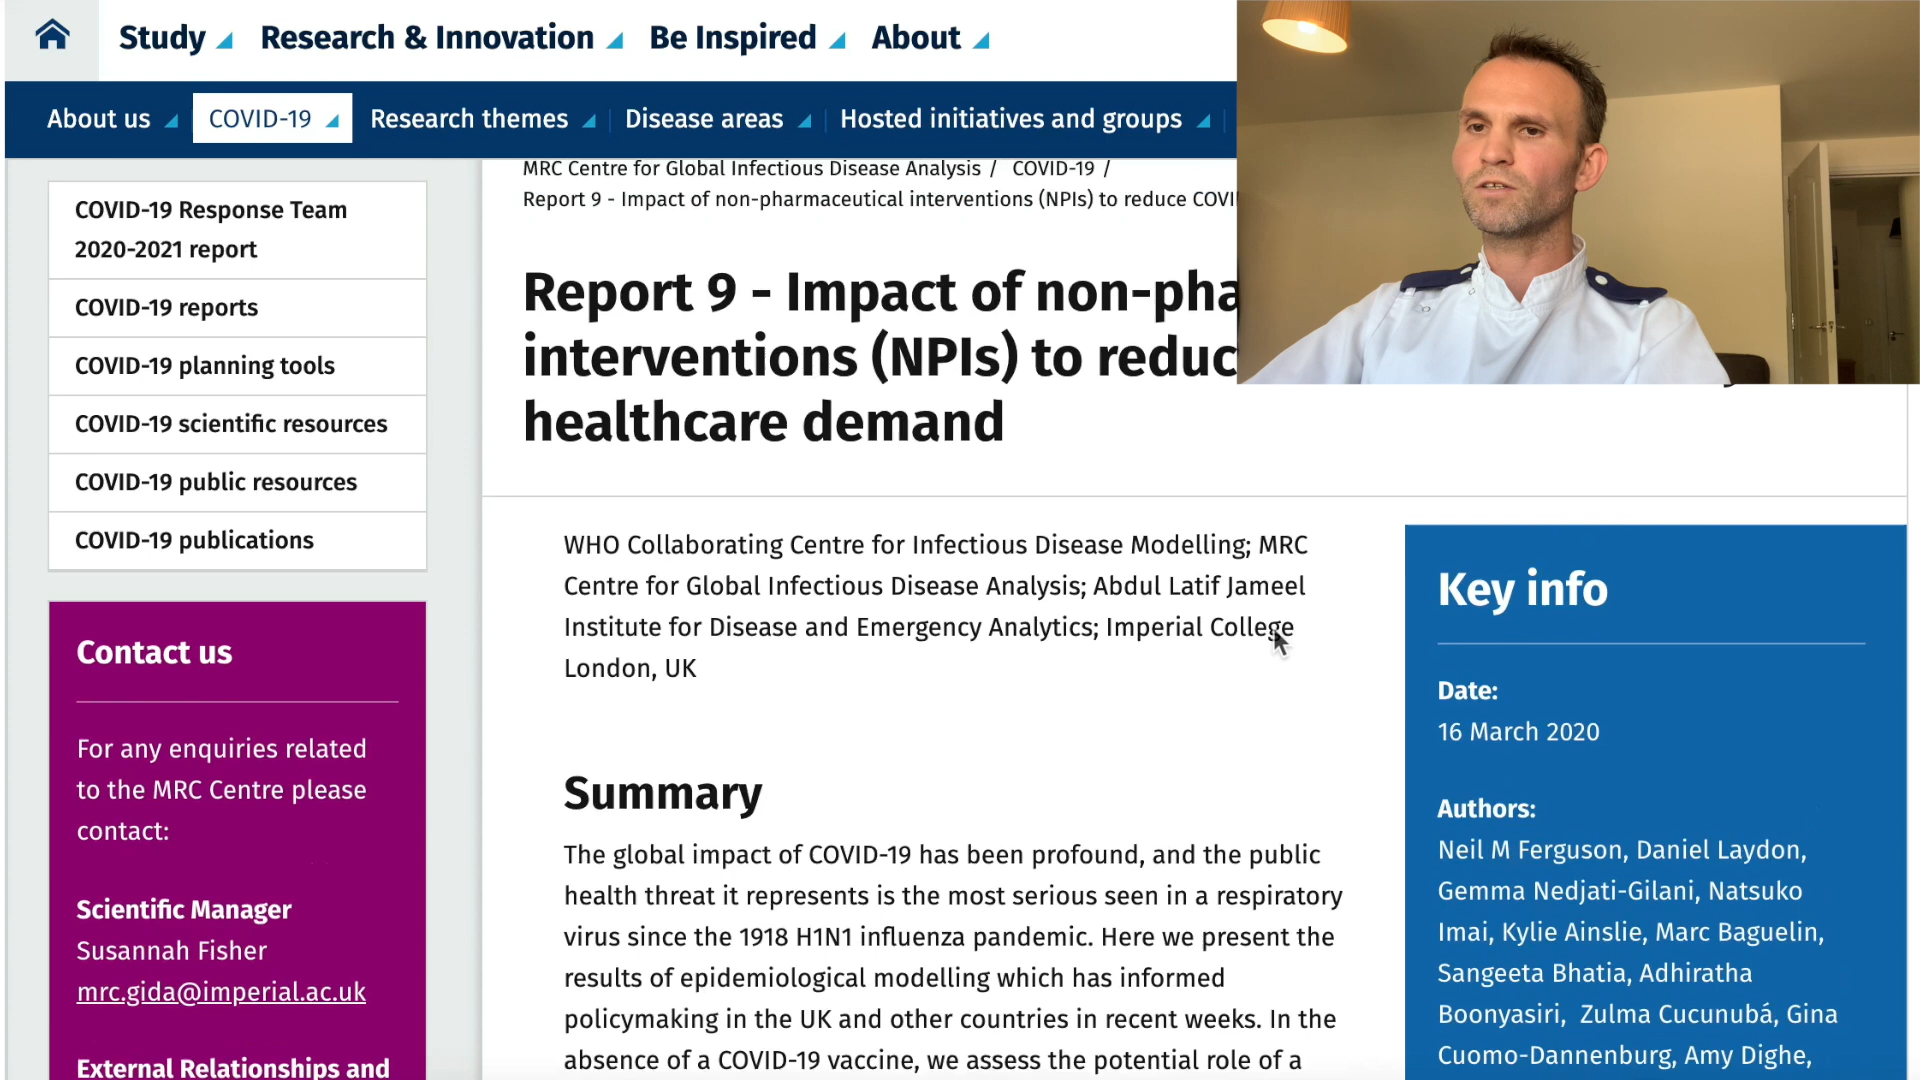 Study
Research & Innovation
Be Inspired
About
About us
COVID-19
Research themes
Disease areas
Hosted initiatives and groups
MRC Centre for Global Infectious Disease Analysis / COVID-19 /
Report 9 - Impact of non-pharmaceutical interventions (NPIs) to reduce COVI
COVID-19 Response Team
2020-2021 report
COVID-19 reports
COVID-19 planning tools
COVID-19 scientific resources
COVID-19 public resources
COVID-19 publications
Report 9 - Impact of non-pha
interventions (NPIs) to reduc
healthcare demand
WHO Collaborating Centre for Infectious Disease Modelling; MRC
Centre for Global Infectious Disease Analysis; Abdul Latif Jameel
Institute for Disease and Emergency Analytics; Imperial College
London, UK
Summary
The global impact of COVID-19 has been profound, and the public
health threat it represents is the most serious seen in a respiratory
virus since the 1918 H1N1 influenza pandemic. Here we present the
results of epidemiological modelling which has informed
policymaking in the UK and other countries in recent weeks. In the
absence of a COVID-19 vaccine, we assess the potential role of a
Contact us
For any enquiries related
to the MRC Centre please
contact:
Scientific Manager
Susannah Fisher
mrc.gida@imperial.ac.uk
External Relationships and
Key info
Date:
16 March 2020
Authors:
Neil M Ferguson, Daniel Laydon,
Gemma Nedjati-Gilani, Natsuko
Imai, Kylie Ainslie, Marc Baguelin,
Sangeeta Bhatia, Adhiratha
Boonyasiri, Zulma Cucunubá, Gina
Cuomo-Dannenburg, Amy Dighe,